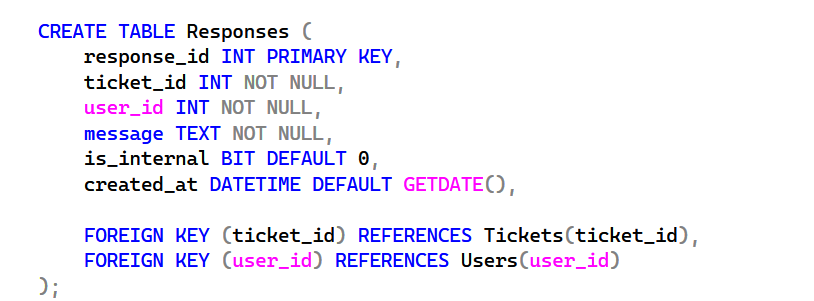 CREATE TABLE Responses (
    response_id INT PRIMARY KEY,
    ticket_id INT NOT NULL,
    user_id INT NOT NULL,
    message TEXT NOT NULL,
    is_internal BIT DEFAULT 0,
    created_at DATETIME DEFAULT GETDATE(),

    FOREIGN KEY (ticket_id) REFERENCES Tickets(ticket_id),
    FOREIGN KEY (user_id) REFERENCES Users(user_id)
);